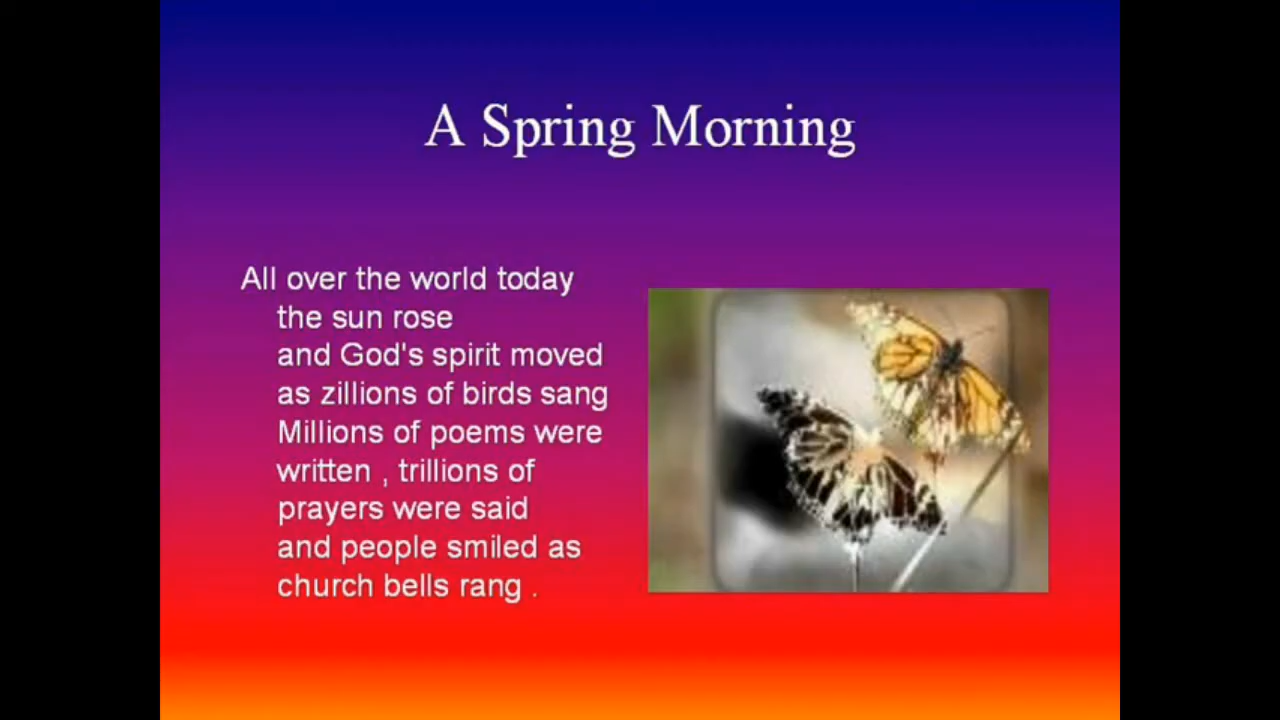 A Spring Morning
All over the world today
the sun rose
and God's spirit moved
as zillions of birds sang
Millions of poems were
written , trillions of
prayers were said
and people smiled as
church bells rang .